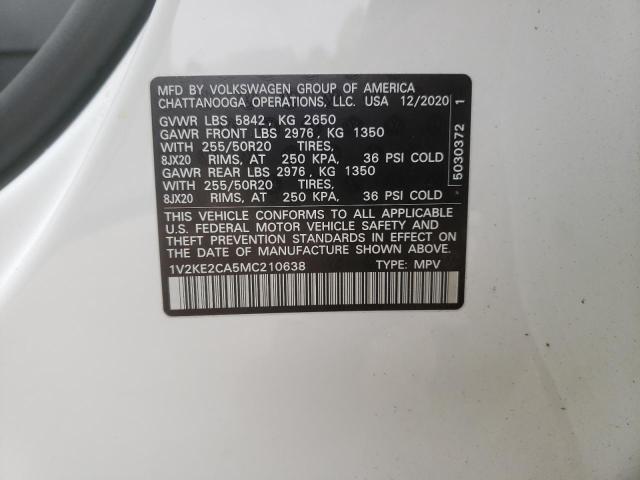 MFD BY VOLKSWAGEN GROUP OF AMERICA
CHATTANOOGA OPERATIONS, LLC. USA 12/2020
GVWR LBS 5842, KG 2650
GAWR FRONT LBS 2976, KG 1350
WITH 255/50R20 TIRES,
8JX20 RIMS, AT 250 KPA, 36 PSI COLD
GAWR REAR LBS 2976, KG 1350
WITH 255/50R20 TIRES,
8JX20 RIMS, AT 250 KPA, 36 PSI COLD
THIS VEHICLE CONFORMS TO ALL APPLICABLE
U.S. FEDERAL MOTOR VEHICLE SAFETY AND
THEFT PREVENTION STANDARDS IN EFFECT ON
THE DATE OF MANUFACTURE SHOWN ABOVE.
1V2KE2CA5MC210638 TYPE: MPV
5030372 1